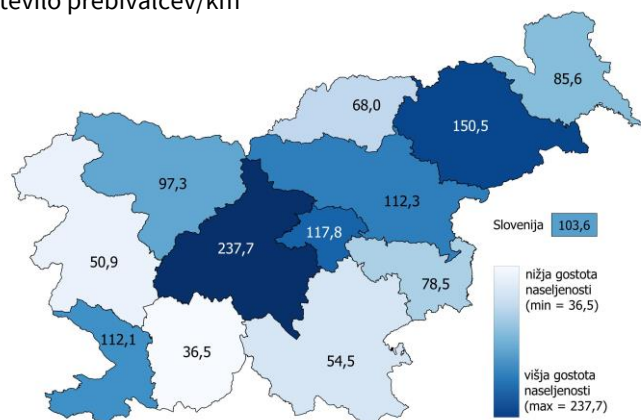 število prebivalcev/km
85,6
68,0
150,5
97,3
112,3
Slovenija 103,6
117,8
237,7
50,9
78,5
nižja gostota
naseljenosti
(min = 36,5)
112,1
36,5
54,5
višja gostota
naseljenosti
(max = 237,7)